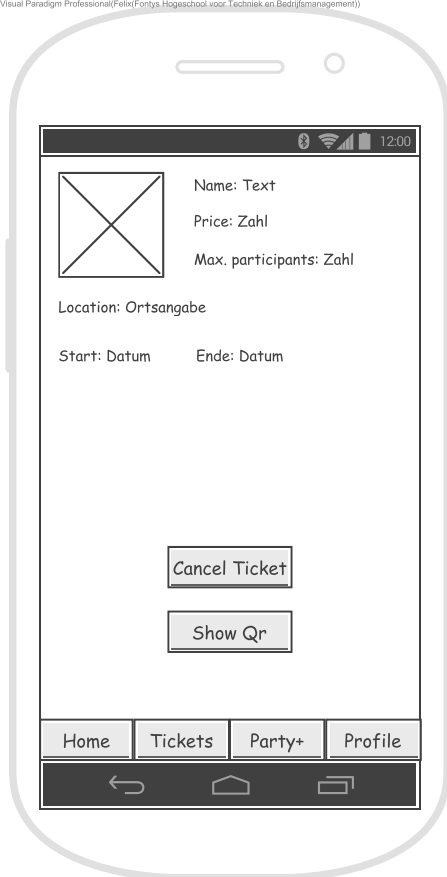 Visual Paradigm Professional(Felix(Fontys Hogeschool voor Techniek en Bedrijfsmanagement))
12:00
Name: Text
Price: Zahl
Max. participants: Zahl
Location: Ortsangabe
Start: Datum Ende: Datum
Cancel Ticket
Show Qr
Home Tickets Party+ Profile